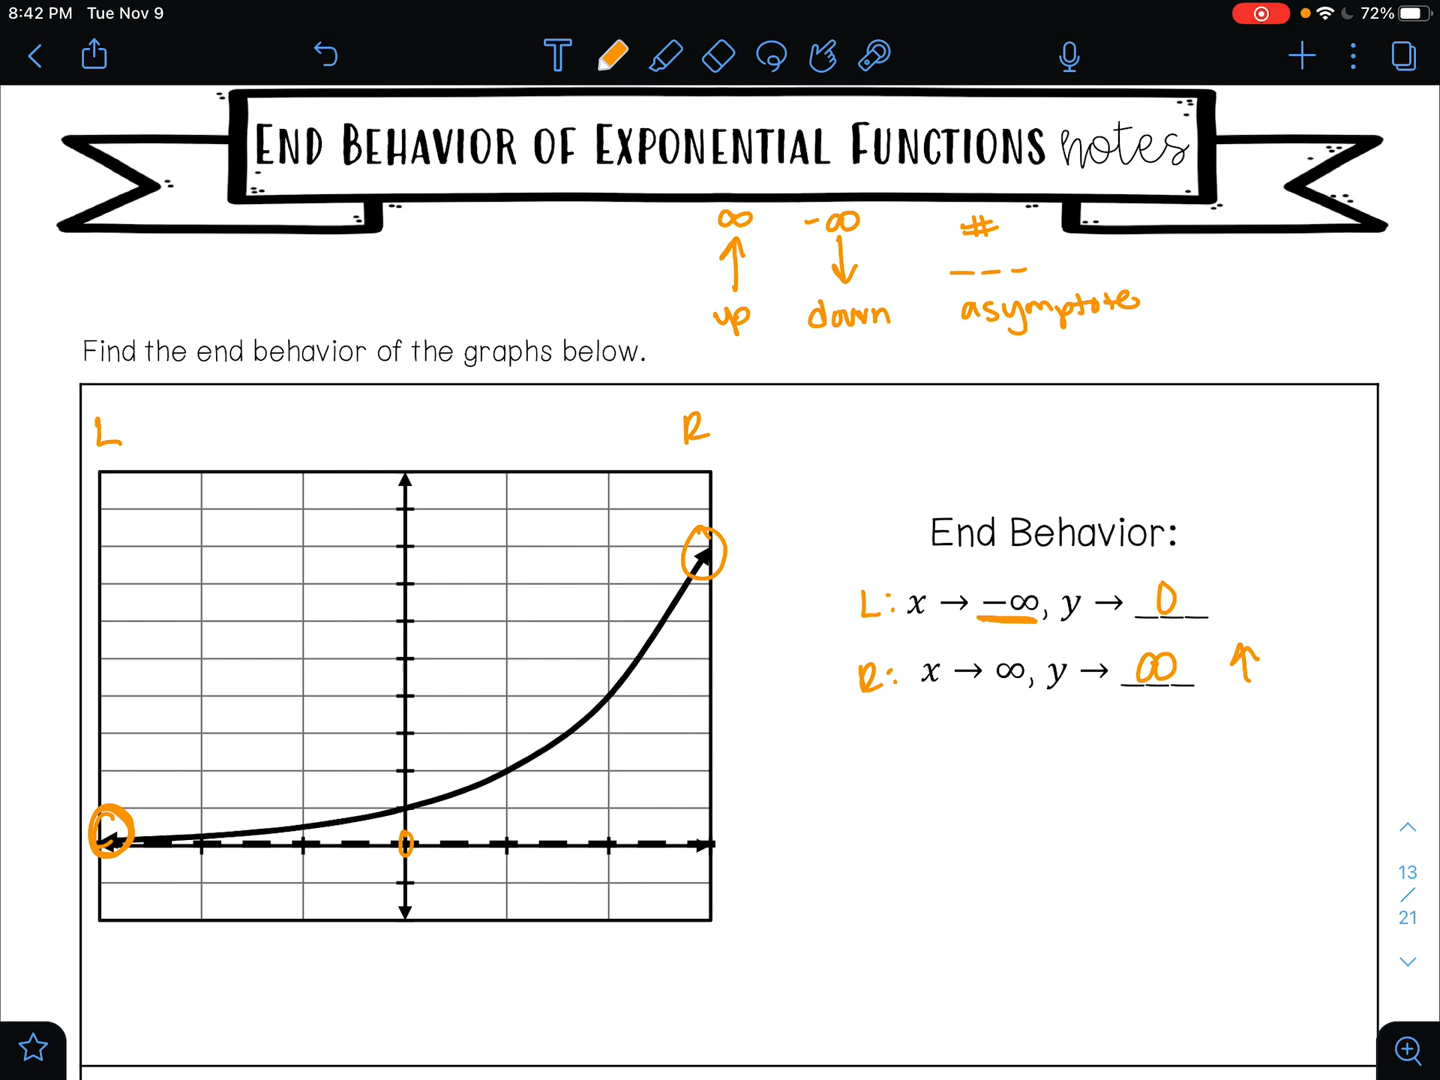 8:42 PM Tue Nov 9 72%
END BEHAVIOR OF EXPONENTIAL FUNCTIONS notes
∞ -∞ #
up down asymptote
Find the end behavior of the graphs below.
L R
End Behavior:
L: x → −∞, y → 0
R: x → ∞, y → ∞ ↑
0
13
/
21